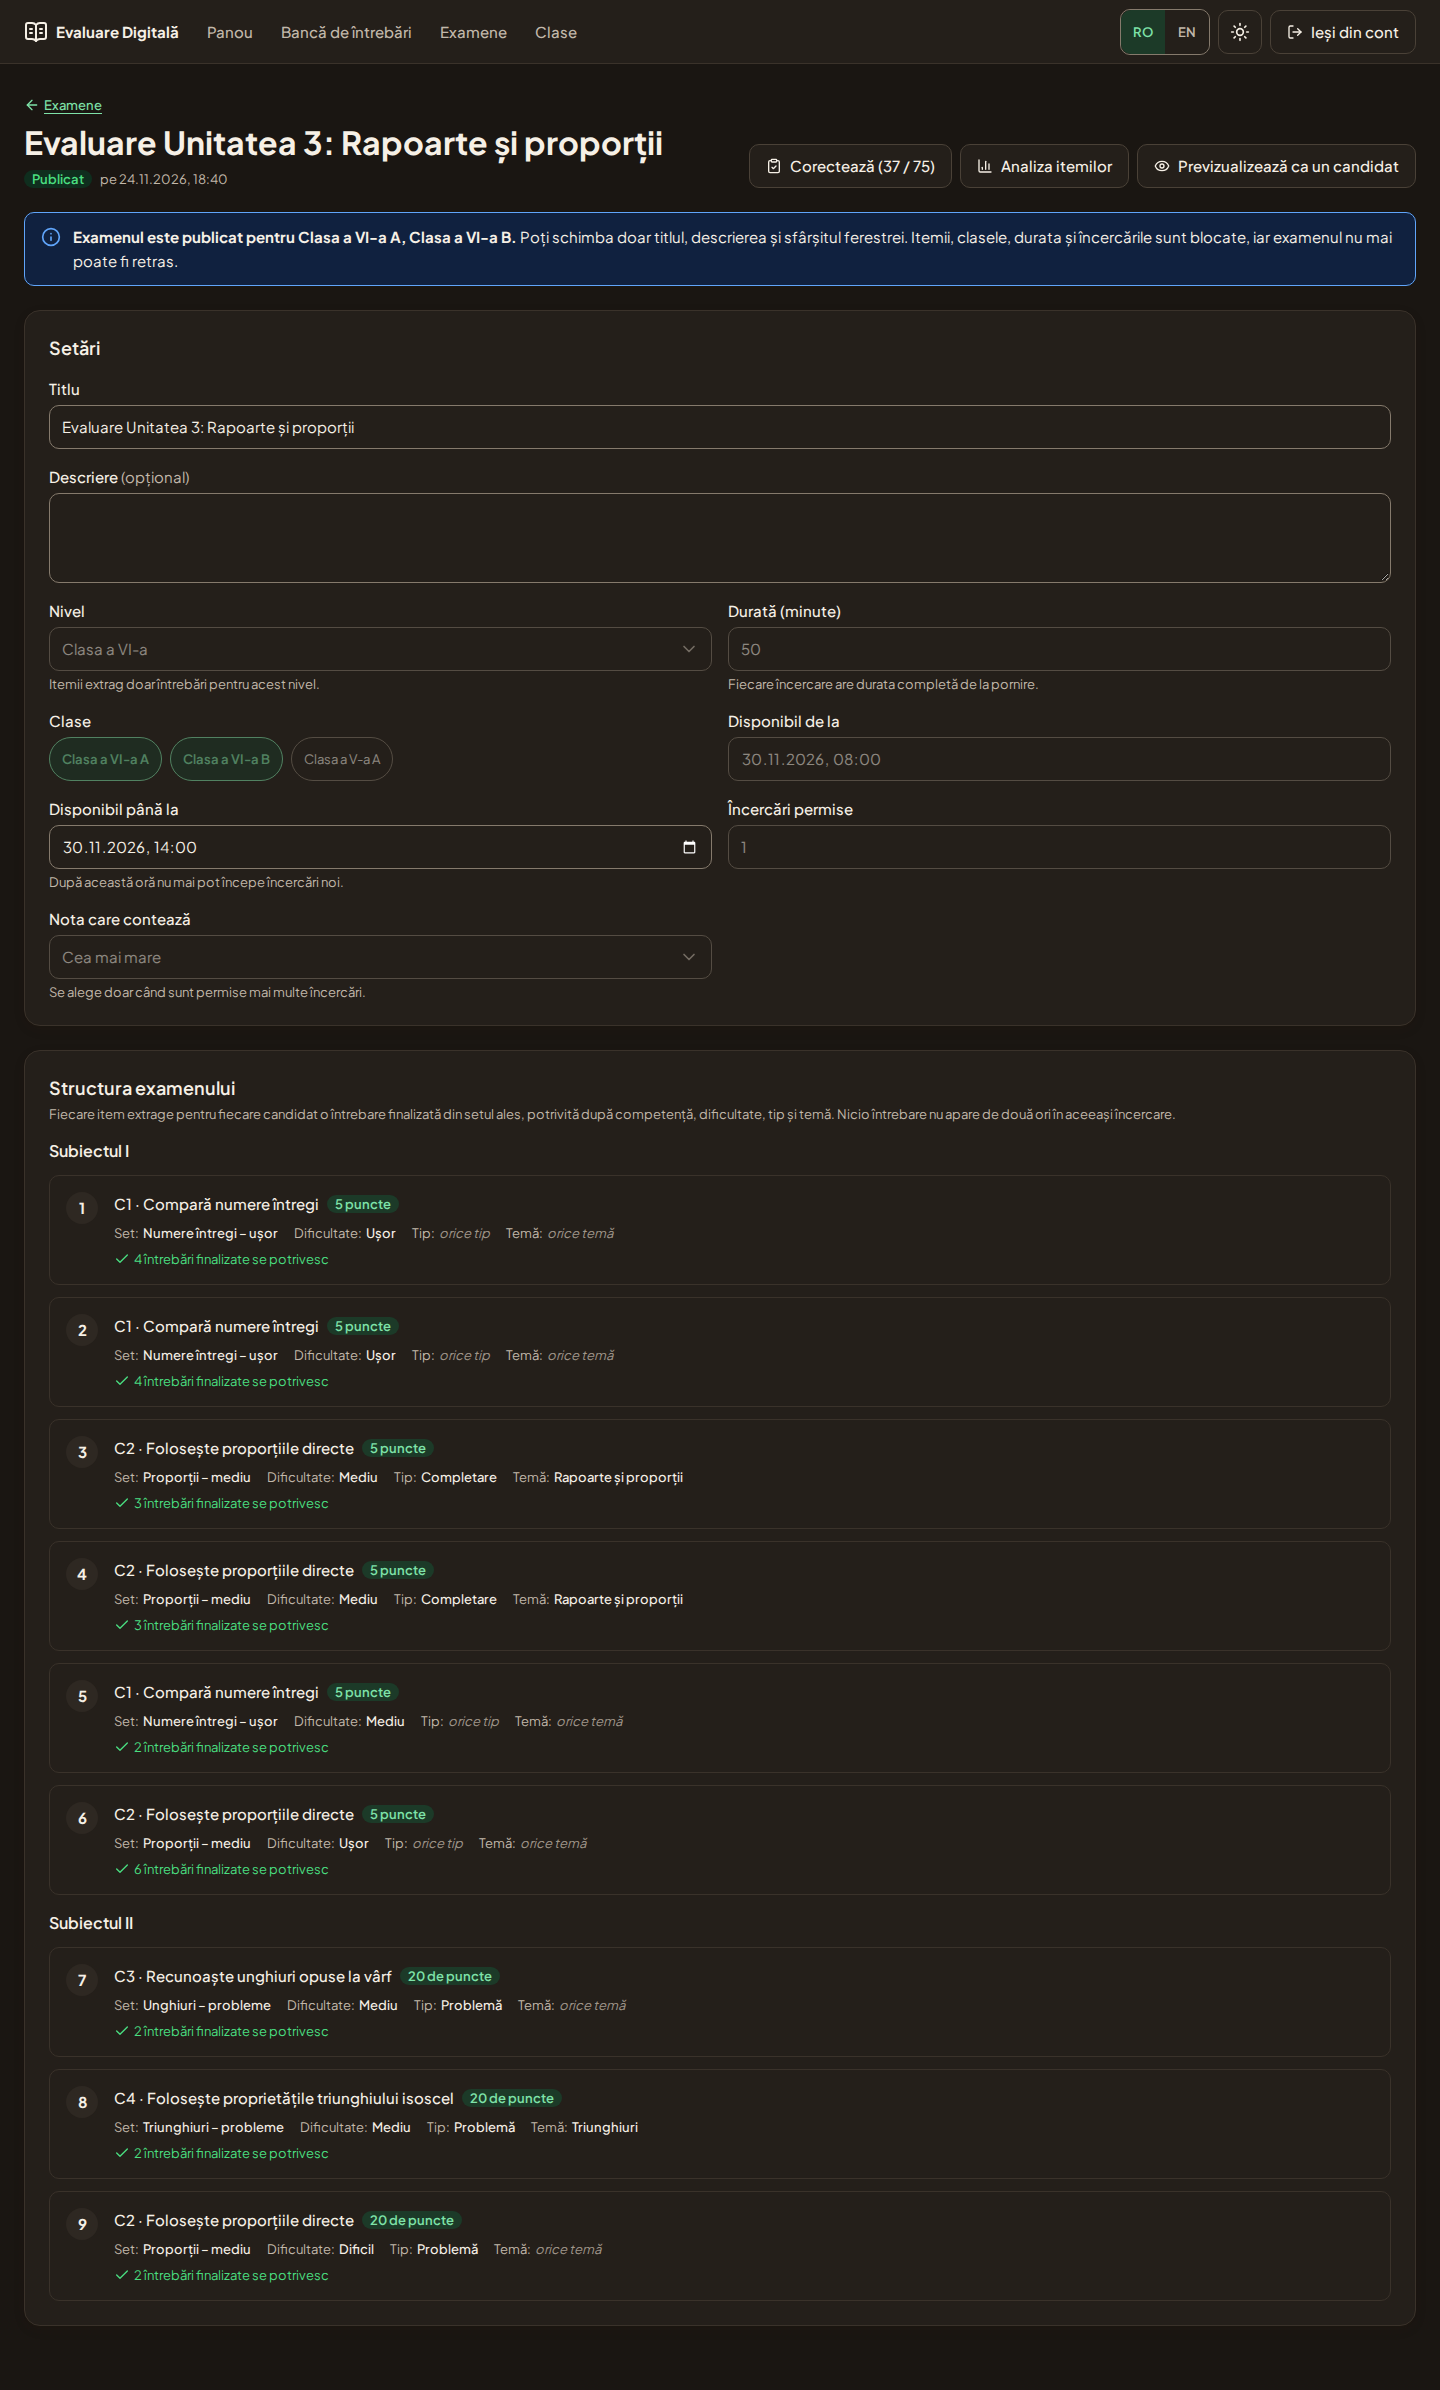 Evaluare Digitală
Panou
Bancă de întrebări
Examene
Clase
RO
EN
Ieși din cont
Examene
Evaluare Unitatea 3: Rapoarte și proporții
Publicat pe 24.11.2026, 18:40
Corectează (37 / 75)
Analiza itemilor
Previzualizează ca un candidat
Examenul este publicat pentru Clasa a VI-a A, Clasa a VI-a B. Poți schimba doar titlul, descrierea și sfârșitul ferestrei. Itemii, clasele, durata și încercările sunt blocate, iar examenul nu mai
poate fi retras.
Setări
Titlu
Evaluare Unitatea 3: Rapoarte și proporții
Descriere (opțional)
Nivel
Clasa a VI-a
Itemii extrag doar întrebări pentru acest nivel.
Durată (minute)
50
Fiecare încercare are durata completă de la pornire.
Clase
Clasa a VI-a A
Clasa a VI-a B
Clasa a V-a A
Disponibil de la
30.11.2026, 08:00
Disponibil până la
30.11.2026, 14:00
După această oră nu mai pot începe încercări noi.
Încercări permise
1
Nota care contează
Cea mai mare
Se alege doar când sunt permise mai multe încercări.
Structura examenului
Fiecare item extrage pentru fiecare candidat o întrebare finalizată din setul ales, potrivită după competență, dificultate, tip și temă. Nicio întrebare nu apare de două ori în aceeași încercare.
Subiectul I
1
C1 · Compară numere întregi 5 puncte
Set: Numere întregi – ușor Dificultate: Ușor Tip: orice tip Temă: orice temă
4 întrebări finalizate se potrivesc
2
C1 · Compară numere întregi 5 puncte
Set: Numere întregi – ușor Dificultate: Ușor Tip: orice tip Temă: orice temă
4 întrebări finalizate se potrivesc
3
C2 · Folosește proporțiile directe 5 puncte
Set: Proporții – mediu Dificultate: Mediu Tip: Completare Temă: Rapoarte și proporții
3 întrebări finalizate se potrivesc
4
C2 · Folosește proporțiile directe 5 puncte
Set: Proporții – mediu Dificultate: Mediu Tip: Completare Temă: Rapoarte și proporții
3 întrebări finalizate se potrivesc
5
C1 · Compară numere întregi 5 puncte
Set: Numere întregi – ușor Dificultate: Mediu Tip: orice tip Temă: orice temă
2 întrebări finalizate se potrivesc
6
C2 · Folosește proporțiile directe 5 puncte
Set: Proporții – mediu Dificultate: Ușor Tip: orice tip Temă: orice temă
6 întrebări finalizate se potrivesc
Subiectul II
7
C3 · Recunoaște unghiuri opuse la vârf 20 de puncte
Set: Unghiuri – probleme Dificultate: Mediu Tip: Problemă Temă: orice temă
2 întrebări finalizate se potrivesc
8
C4 · Folosește proprietățile triunghiului isoscel 20 de puncte
Set: Triunghiuri – probleme Dificultate: Mediu Tip: Problemă Temă: Triunghiuri
2 întrebări finalizate se potrivesc
9
C2 · Folosește proporțiile directe 20 de puncte
Set: Proporții – mediu Dificultate: Dificil Tip: Problemă Temă: orice temă
2 întrebări finalizate se potrivesc